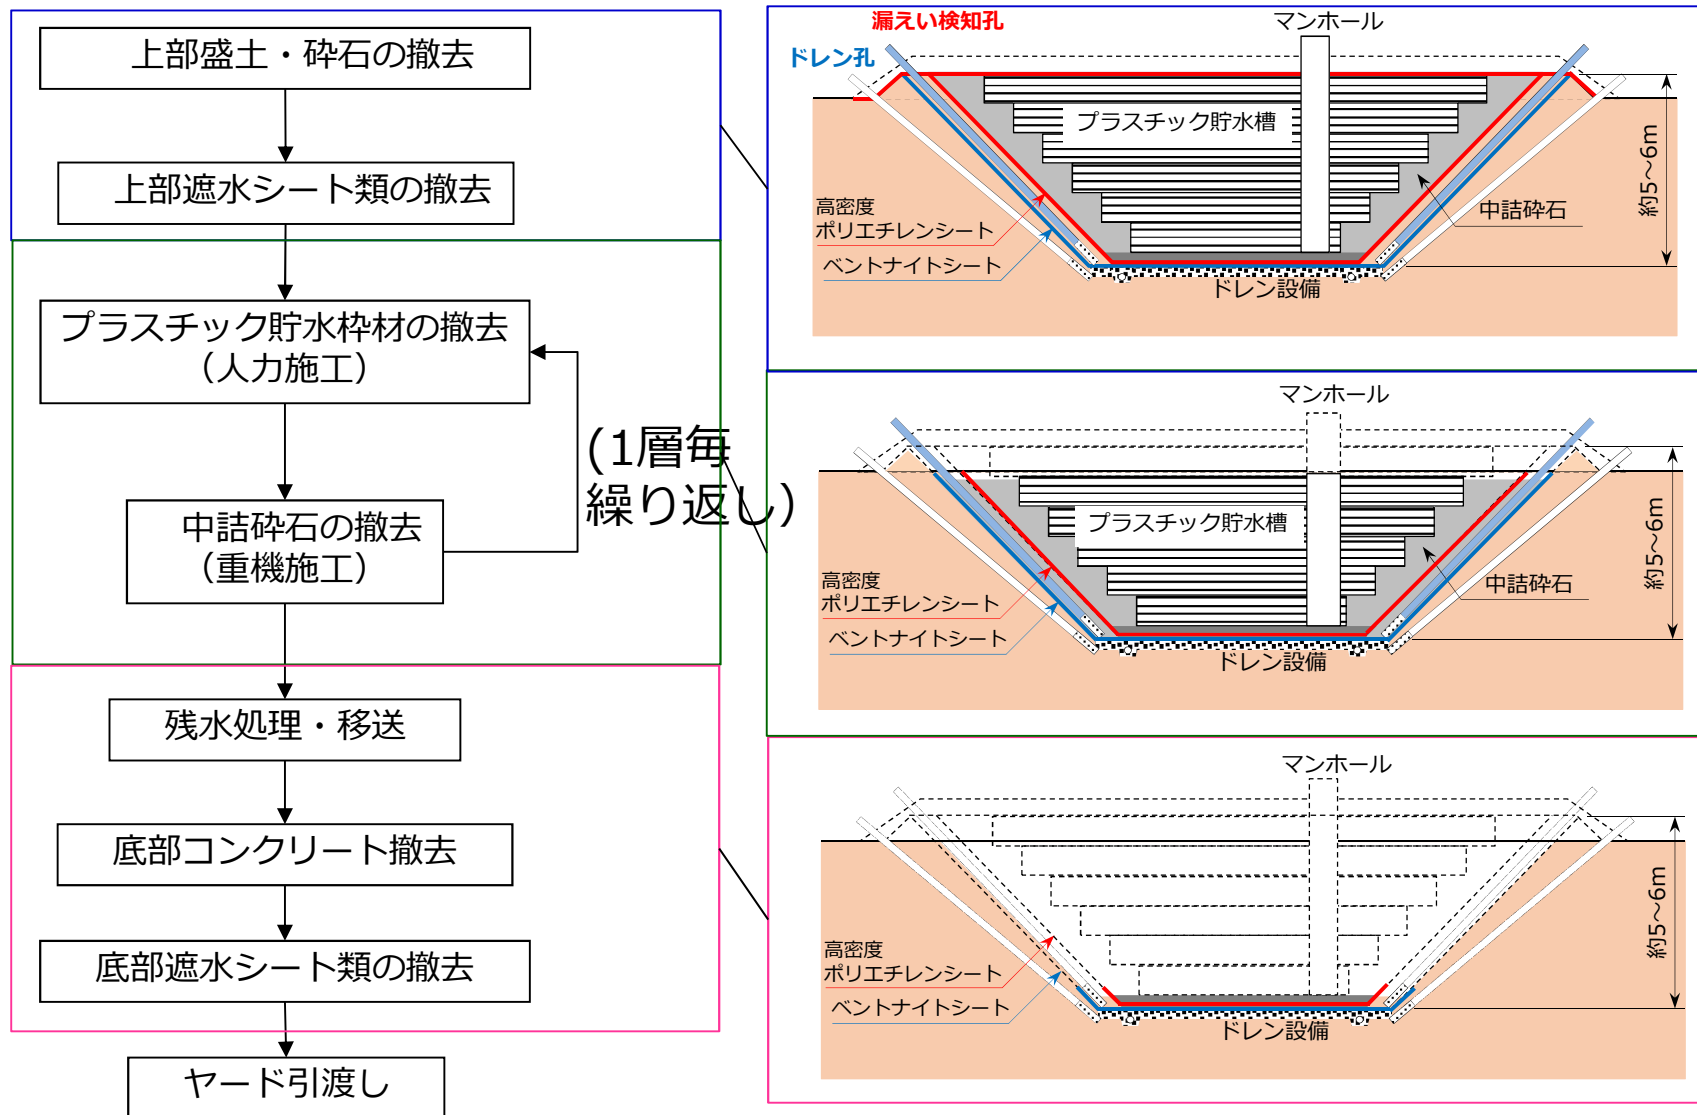 上部盛土・砕石の撤去
上部遮水シート類の撤去
プラスチック貯水枠材の撤去
（人力施工）
(1層毎
繰り返し）
中詰砕石の撤去
（重機施工）
残水処理・移送
底部コンクリート撤去
底部遮水シート類の撤去
ヤード引渡し
漏えい検知孔
マンホール
ドレン孔
プラスチック貯水槽
約5～6m
高密度
ポリエチレンシート
中詰砕石
ベントナイトシート
ドレン設備
マンホール
プラスチック貯水槽
約5～6m
高密度
ポリエチレンシート
中詰砕石
ベントナイトシート
ドレン設備
マンホール
約5～6m
高密度
ポリエチレンシート
ベントナイトシート
ドレン設備